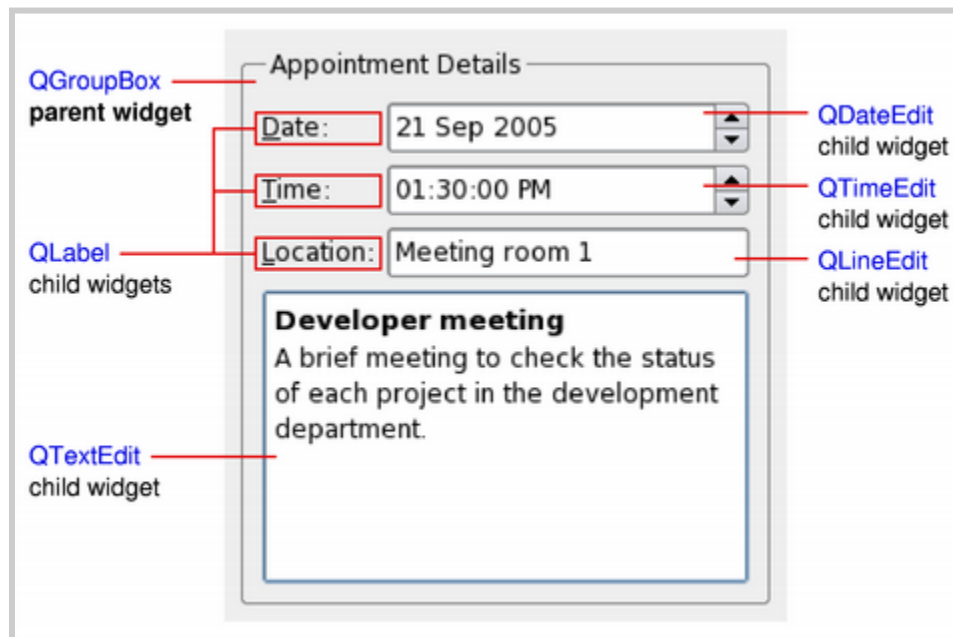 QGroupBox
parent widget
Appointment Details
Date:
21 Sep 2005
QDateEdit
child widget
Time:
01:30:00 PM
QTimeEdit
child widget
QLabel
child widgets
Location:
Meeting room 1
QLineEdit
child widget
Developer meeting
A brief meeting to check the status
of each project in the development
department.
QTextEdit
child widget